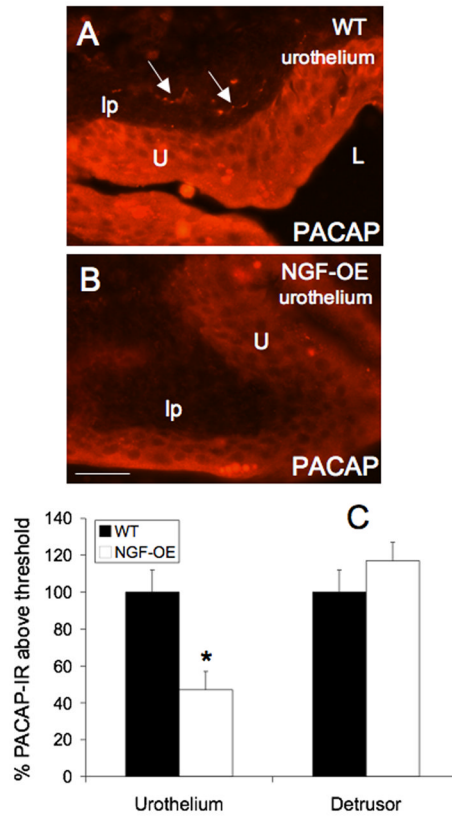 A
WT
urothelium
lp
U
L
PACAP
B
NGF-OE
urothelium
U
lp
PACAP
C
WT
NGF-OE
% PACAP-IR above threshold
140
120
100
80
60
40
20
0
*
Urothelium
Detrusor